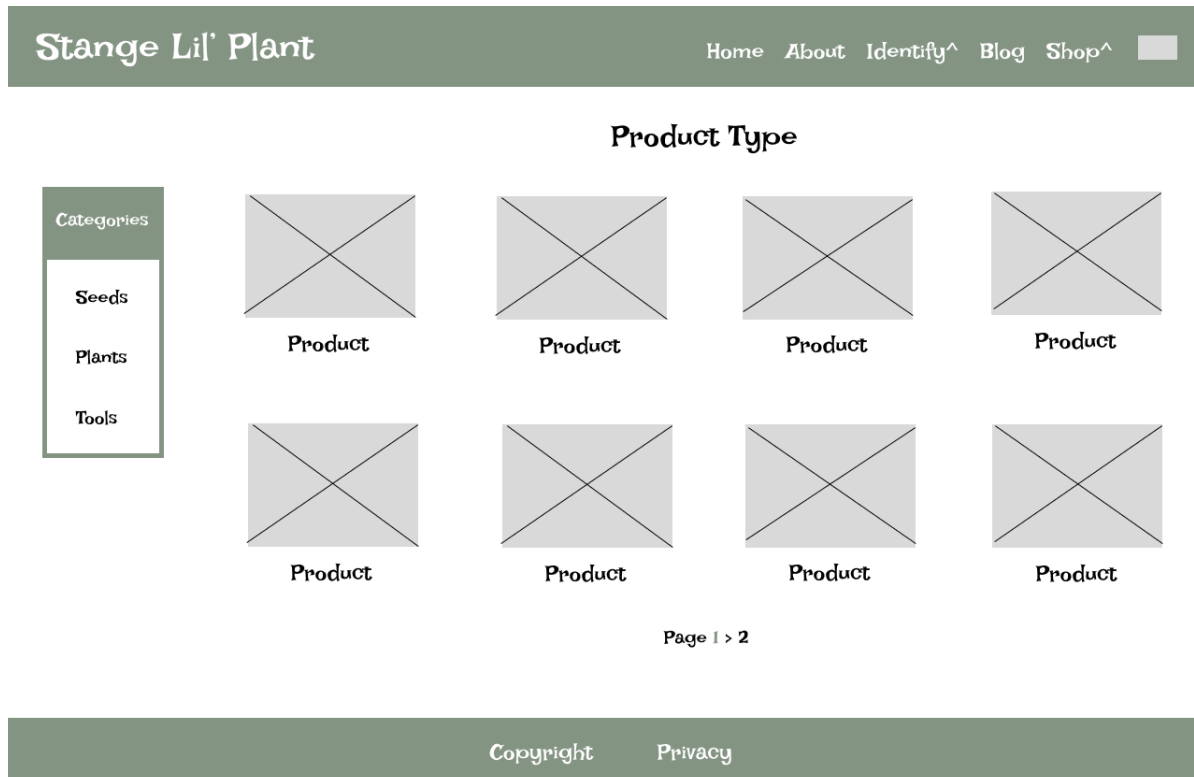 Stange Lil' Plant
Home About Identify^ Blog Shop^
Product Type
Categories
Seeds
Plants
Tools
Product Product Product Product
Product Product Product Product
Page 1 > 2
Copyright Privacy